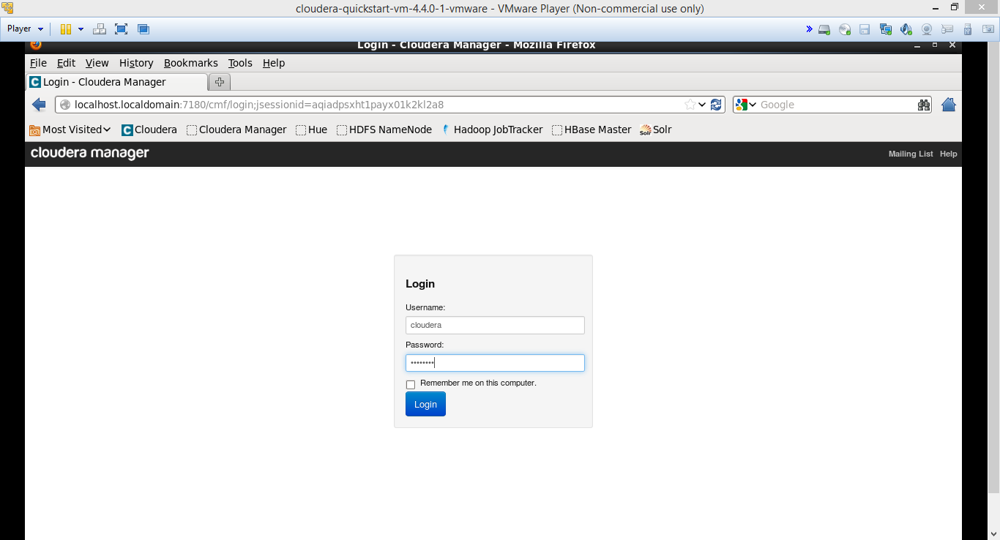 cloudera-quickstart-vm-4.4.0-1-vmware - VMware Player (Non-commercial use only)
Player
Login - Cloudera Manager - Mozilla Firefox
File Edit View History Bookmarks Tools Help
Login - Cloudera Manager
localhost.localdomain:7180/cmf/login;jsessionid=aqiadpsxht1payx01k2kl2a8 Google
Most Visited Cloudera Cloudera Manager Hue HDFS NameNode Hadoop JobTracker HBase Master Solr Solr
cloudera manager Mailing List Help
Login
Username:
cloudera
Password:
••••••••
Remember me on this computer.
Login